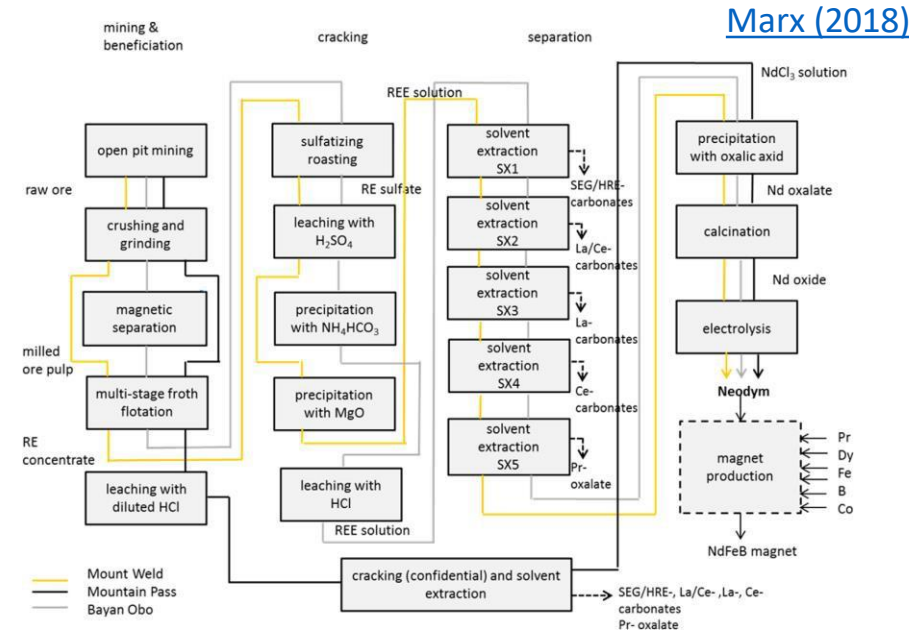 Marx (2018)
mining &
beneficiation
cracking
separation
open pit mining
raw ore
crushing and
grinding
magnetic
separation
milled
ore pulp
multi-stage froth
flotation
RE
concentrate
leaching with
diluted HCl
sulfatizing
roasting
RE sulfate
leaching with
H₂SO₄
precipitation
with NH₄HCO₃
precipitation
with MgO
leaching with
HCl
REE solution
REE solution
solvent
extraction
SX1
SEG/HRE-
carbonates
solvent
extraction
SX2
La/Ce-
carbonates
solvent
extraction
SX3
La-
carbonates
solvent
extraction
SX4
Ce-
carbonates
solvent
extraction
SX5
Pr-
oxalate
NdCl₃ solution
precipitation
with oxalic axid
Nd oxalate
calcination
Nd oxide
electrolysis
Neodym
magnet
production
Pr
Dy
Fe
B
Co
NdFeB magnet
cracking (confidential) and solvent
extraction
SEG/HRE-, La/Ce- ,La-, Ce-
carbonates
Pr- oxalate
Mount Weld
Mountain Pass
Bayan Obo